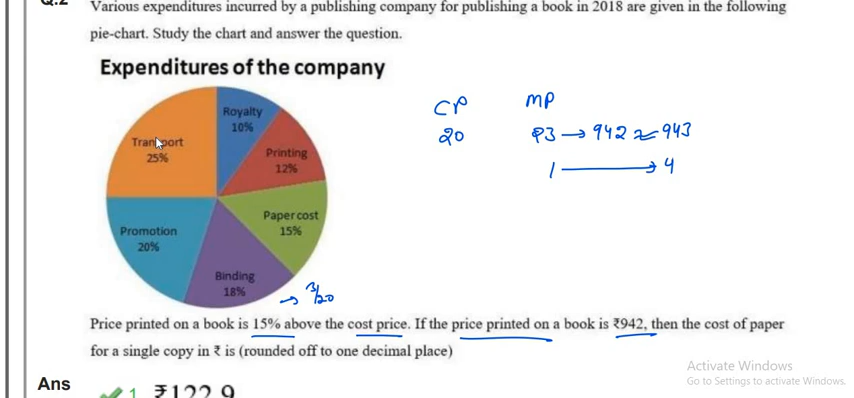 Q.2
Various expenditures incurred by a publishing company for publishing a book in 2018 are given in the following
pie-chart. Study the chart and answer the question.
Expenditures of the company
Royalty
10%
Printing
12%
Paper cost
15%
Binding
18%
Promotion
20%
Transport
25%
CP MP
20 23 → 942 ≈ 943
1 → 4
→ 3/20
Price printed on a book is 15% above the cost price. If the price printed on a book is ₹942, then the cost of paper
for a single copy in ₹ is (rounded off to one decimal place)
Ans
1. ₹122.9
Activate Windows
Go to Settings to activate Windows.